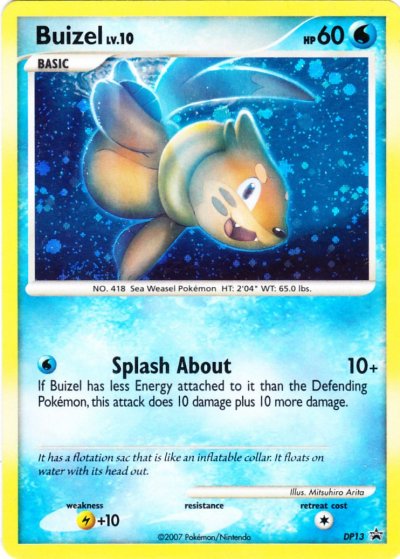 Buizel LV.10 HP 60
BASIC
NO. 418 Sea Weasel Pokémon HT: 2'04" WT: 65.0 lbs.
Splash About 10+
If Buizel has less Energy attached to it than the Defending
Pokémon, this attack does 10 damage plus 10 more damage.
It has a flotation sac that is like an inflatable collar. It floats on
water with its head out.
Illus. Mitsuhiro Arita
weakness resistance retreat cost
+10
©2007 Pokémon/Nintendo DP13
PROMO